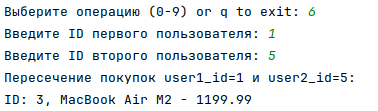 Выберите операцию (0-9) or q to exit: 6
Введите ID первого пользователя: 1
Введите ID второго пользователя: 5
Пересечение покупок user1_id=1 и user2_id=5:
ID: 3, MacBook Air M2 - 1199.99